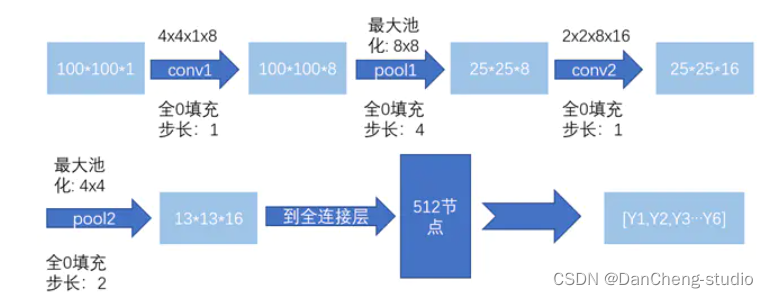 4x4x1x8
最大池
化: 8x8
2x2x8x16
100*100*1
conv1
100*100*8
pool1
25*25*8
conv2
25*25*16
全0填充
步长：1
全0填充
步长：4
全0填充
步长：1
最大池
化: 4x4
pool2
13*13*16
到全连接层
512节
点
[Y1,Y2,Y3···Y6]
全0填充
步长：2
CSDN @DanCheng-studio